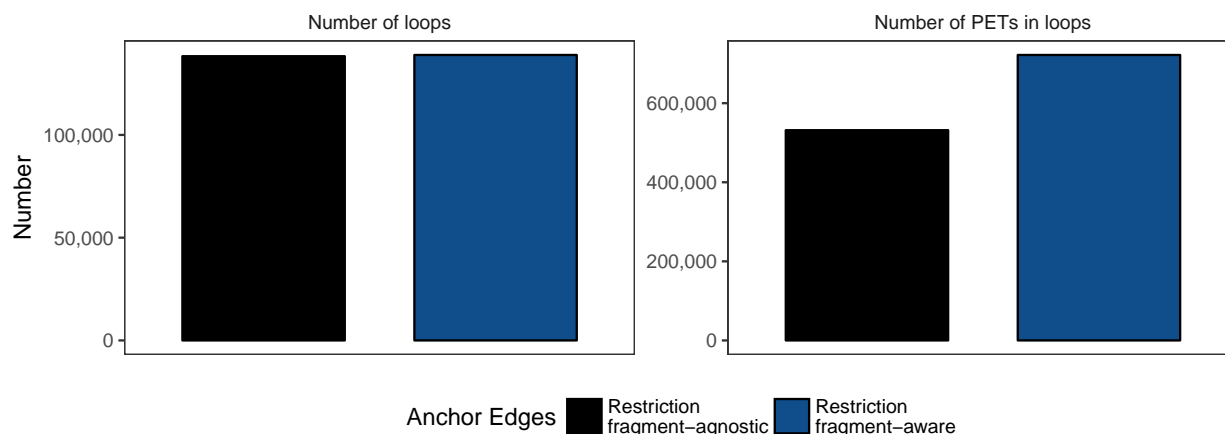 Number of loops
Number of PETs in loops
Number
100,000
50,000
0
600,000
400,000
200,000
0
Anchor Edges
Restriction
fragment−agnostic
Restriction
fragment−aware